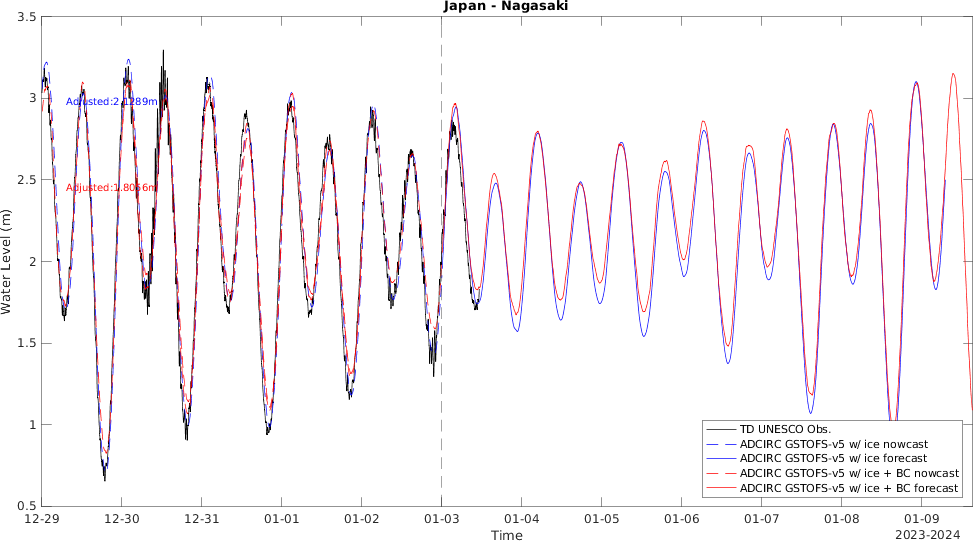 Japan - Nagasaki
3.5
3
2.5
2
1.5
1
0.5
Water Level (m)
Adjusted:2.1289m
Adjusted:1.8056m
TD UNESCO Obs.
ADCIRC GSTOFS-v5 w/ ice nowcast
ADCIRC GSTOFS-v5 w/ ice forecast
ADCIRC GSTOFS-v5 w/ ice + BC nowcast
ADCIRC GSTOFS-v5 w/ ice + BC forecast
12-29 12-30 12-31 01-01 01-02 01-03 01-04 01-05 01-06 01-07 01-08 01-09
Time
2023-2024